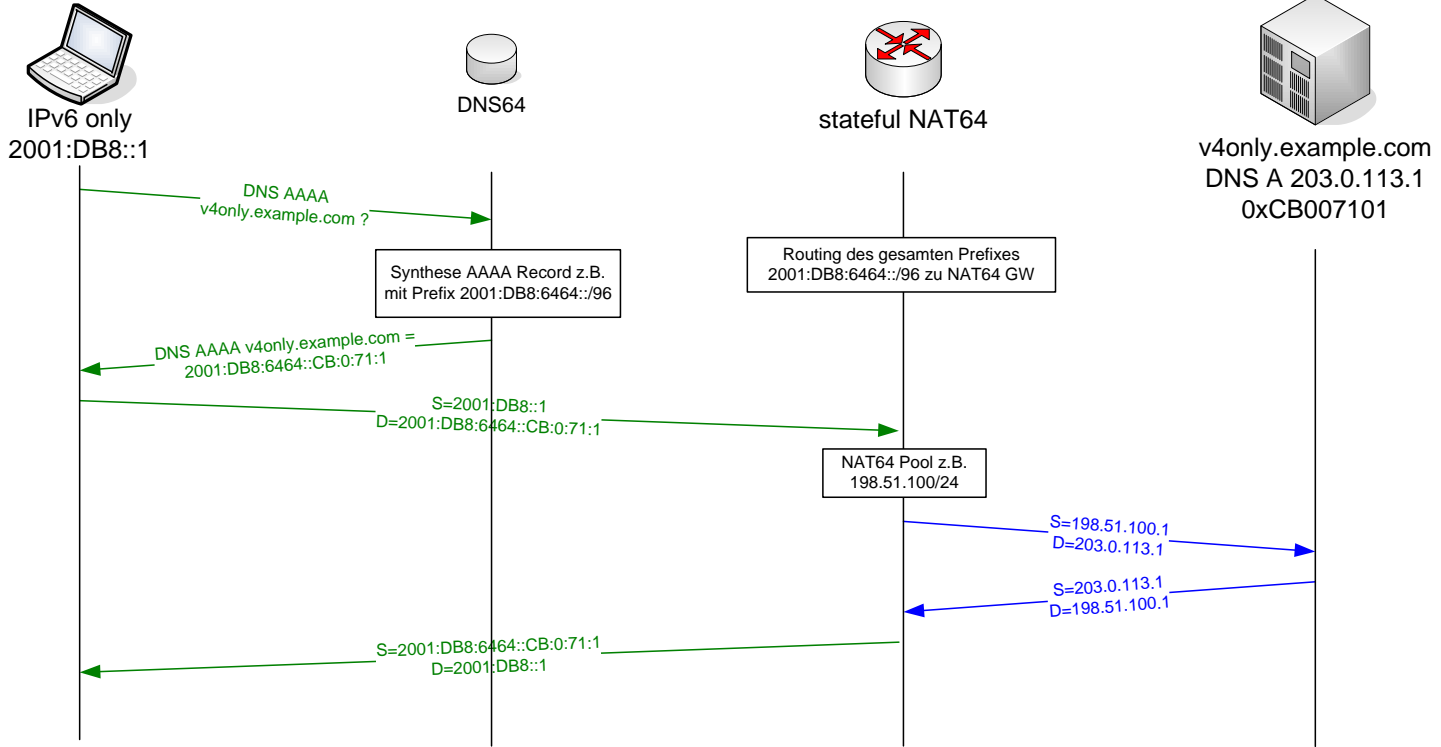 IPv6 only
2001:DB8::1
DNS64
stateful NAT64
v4only.example.com
DNS A 203.0.113.1
0xCB007101
DNS AAAA
v4only.example.com ?
Synthese AAAA Record z.B.
mit Prefix 2001:DB8:6464::/96
Routing des gesamten Prefixes
2001:DB8:6464::/96 zu NAT64 GW
DNS AAAA v4only.example.com =
2001:DB8:6464::CB:0:71:1
S=2001:DB8::1
D=2001:DB8:6464::CB:0:71:1
NAT64 Pool z.B.
198.51.100/24
S=198.51.100.1
D=203.0.113.1
S=203.0.113.1
D=198.51.100.1
S=2001:DB8:6464::CB:0:71:1
D=2001:DB8::1